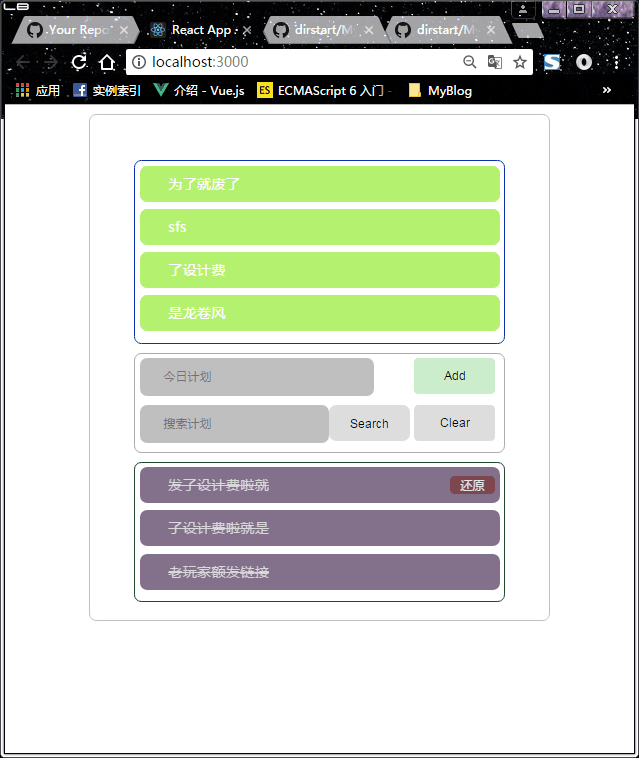 Your Repo
React App
dirstart/M
dirstart/M
localhost:3000
应用
实例索引
介绍 - Vue.js
ES
ECMAScript 6 入门 -
MyBlog
»
为了就废了
sfs
了设计费
是龙卷风
今日计划
Add
搜索计划
Search
Clear
发了设计费啦就
还原
子设计费啦就是
老玩家额发链接